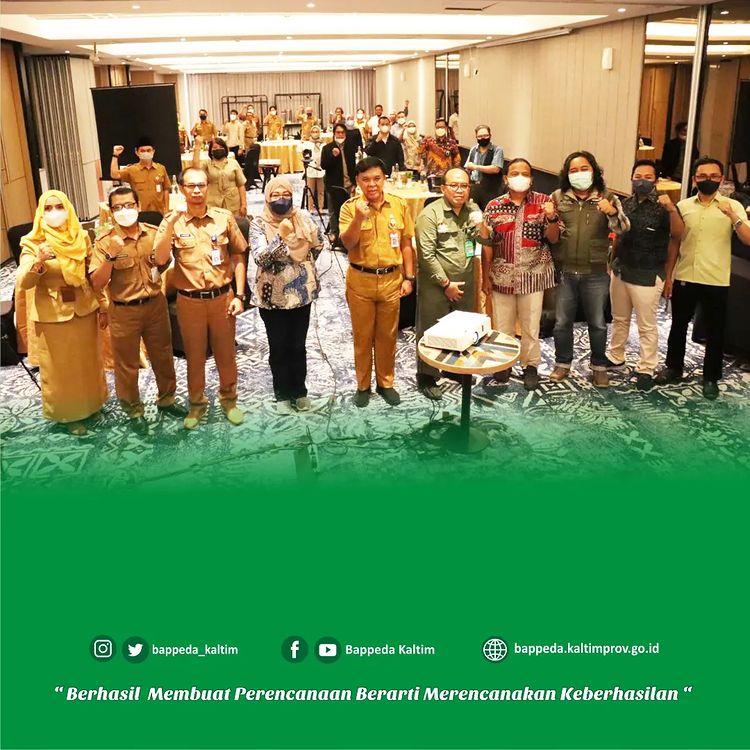 bappeda_kaltim
Bappeda Kaltim
bappeda.kaltimprov.go.id
“ Berhasil Membuat Perencanaan Berarti Merencanakan Keberhasilan “